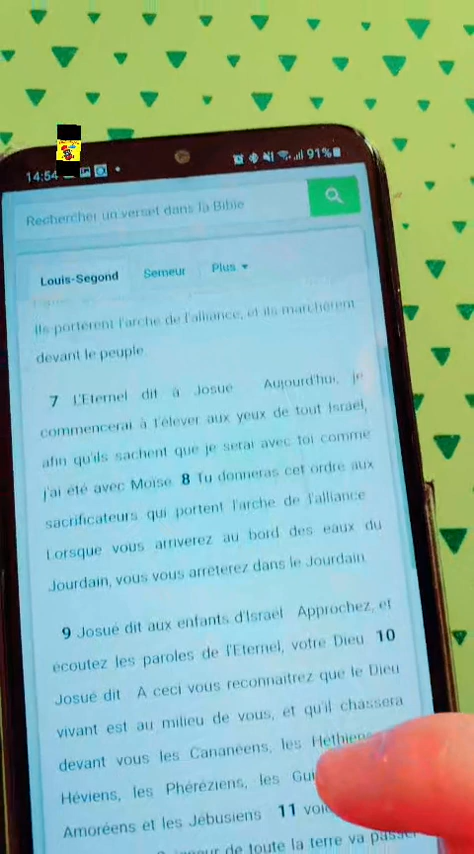 14:54
91%
Rechercher un verset dans la Bible
Louis-Segond Semeur Plus
Ils portèrent l'arche de l'alliance, et ils marchèrent
devant le peuple
7 L'Eternel dit à Josué Aujourd'hui, je
commencerai à t'élever aux yeux de tout Israël,
afin qu'ils sachent que je serai avec toi comme
j'ai été avec Moïse 8 Tu donneras cet ordre aux
sacrificateurs qui portent l'arche de l'alliance
Lorsque vous arriverez au bord des eaux du
Jourdain, vous vous arrêterez dans le Jourdain
9 Josué dit aux enfants d'Israël Approchez, et
écoutez les paroles de l'Eternel, votre Dieu 10
Josué dit A ceci vous reconnaîtrez que le Dieu
vivant est au milieu de vous, et qu'il chassera
devant vous les Cananéens, les Héthiens
Héviens, les Phéréziens, les
Amoréens et les Jébusiens 11
de toute la terre va passer